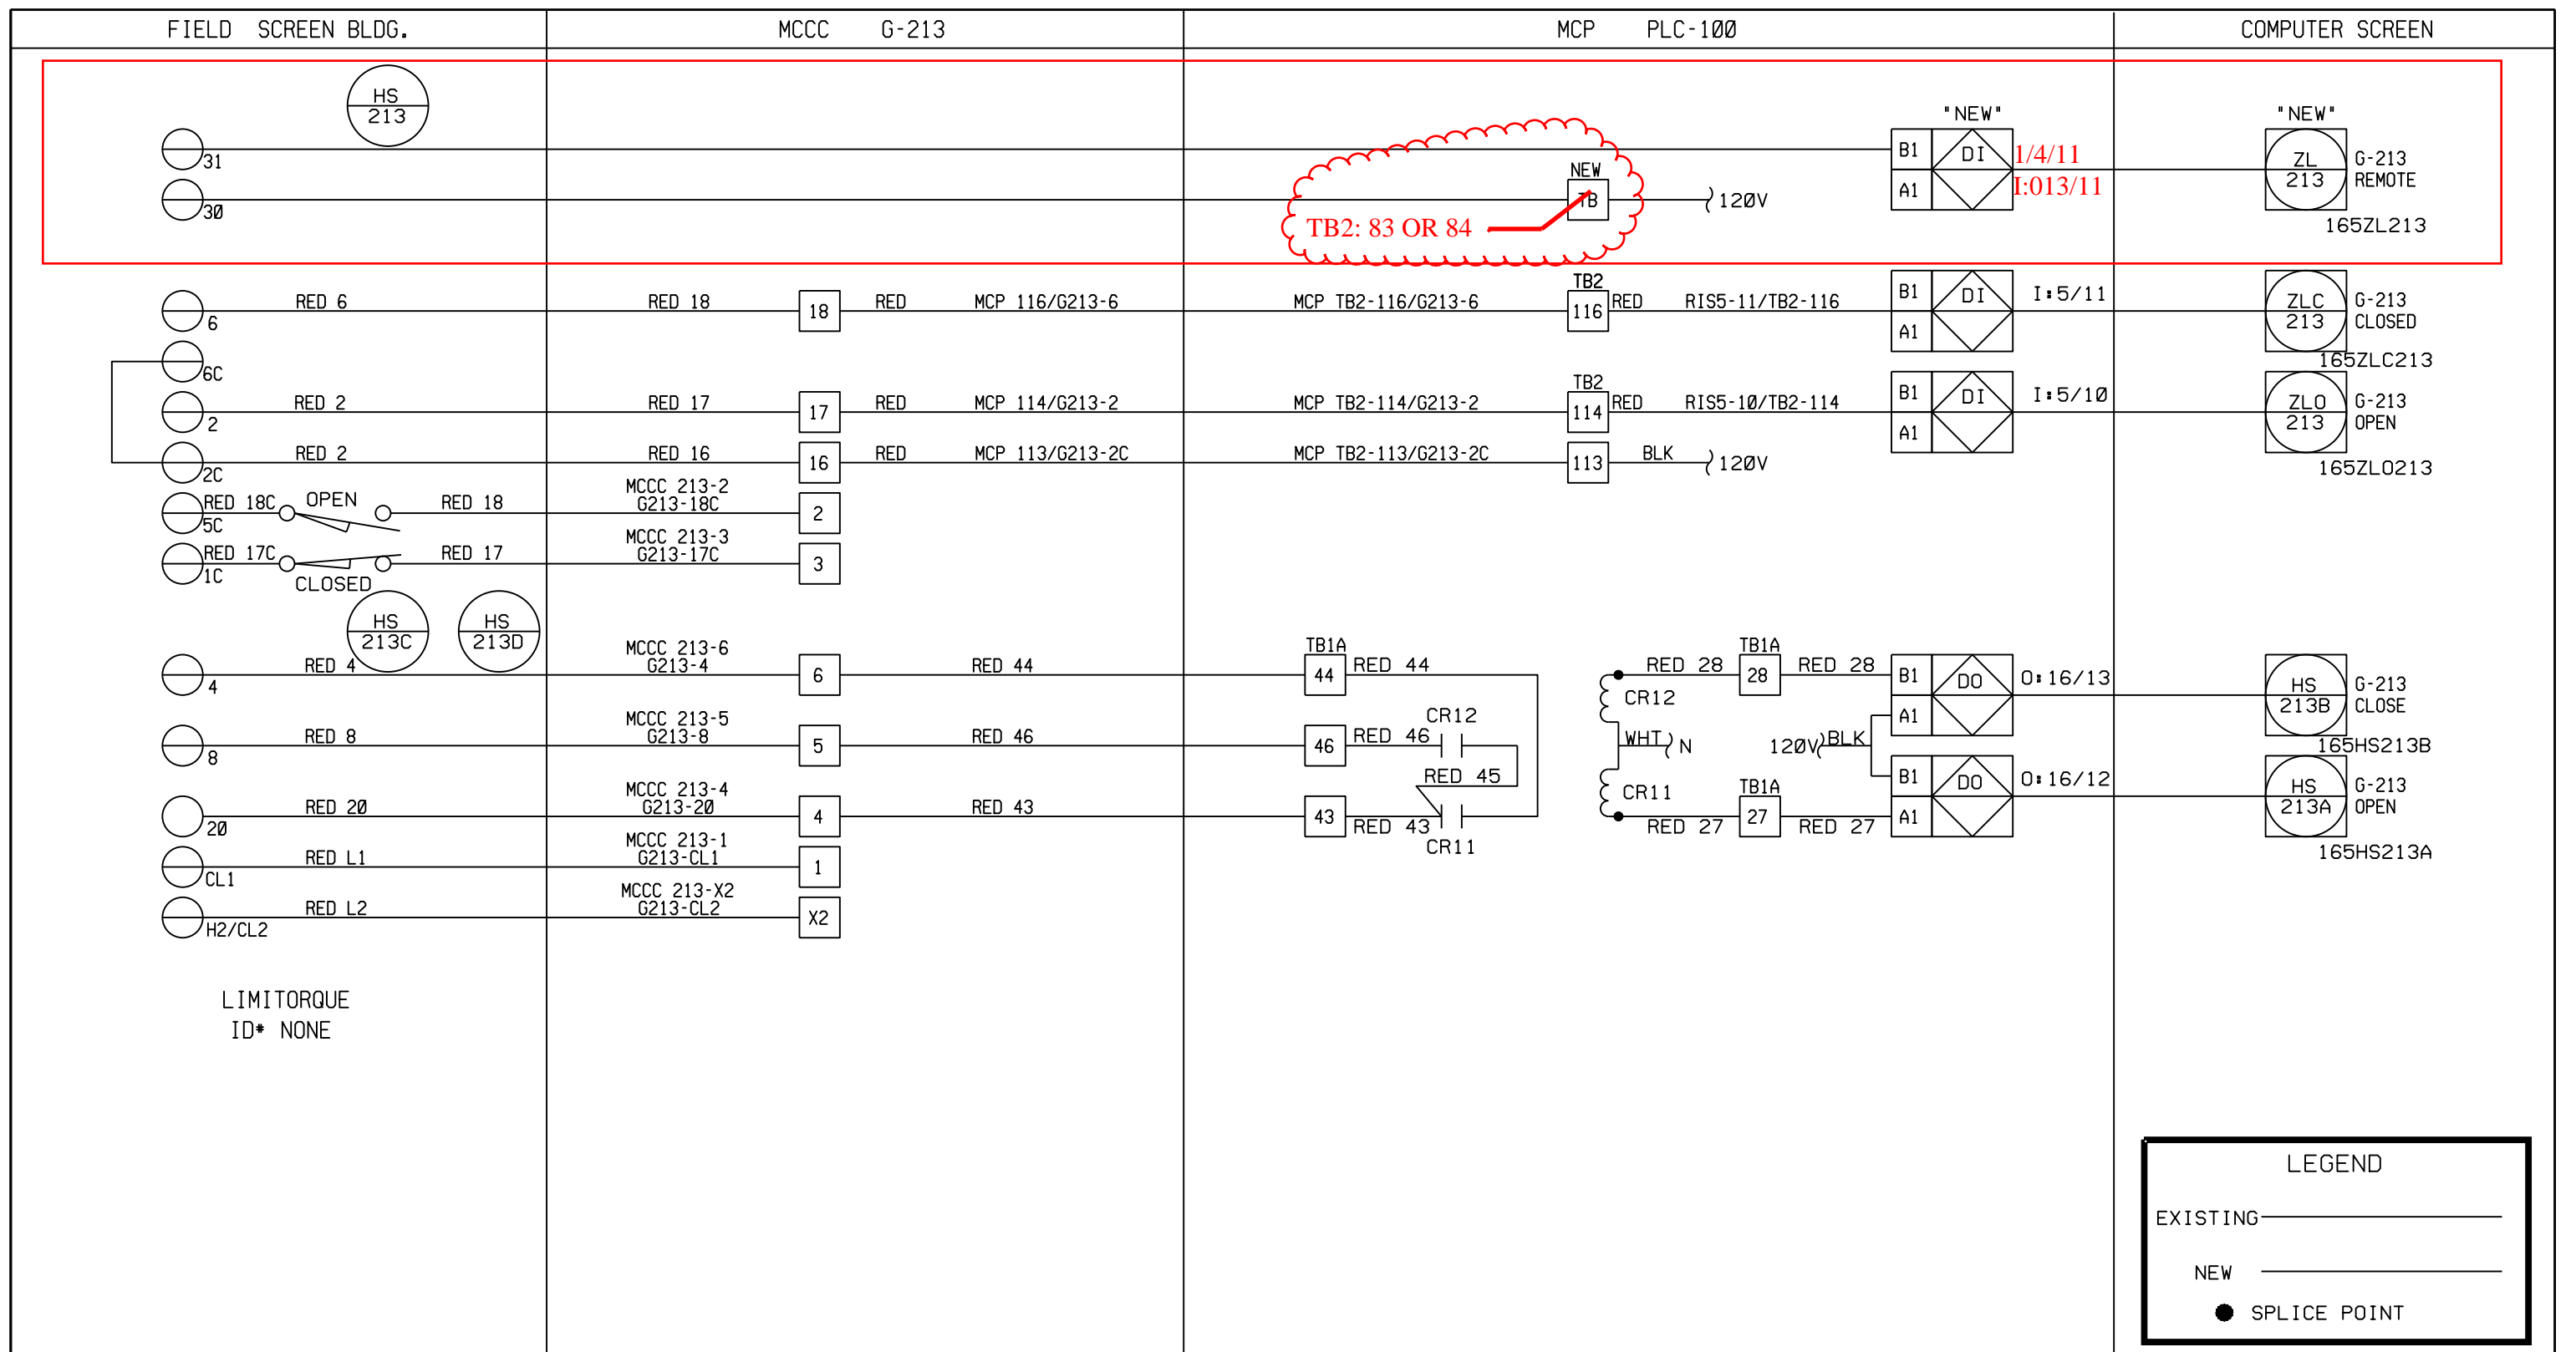 FIELD SCREEN BLDG.
MCCC G-213
MCP PLC-1ØØ
COMPUTER SCREEN
HS
213
31
3Ø
NEW
TB
12ØV
TB2: 83 OR 84
"NEW"
B1
A1
DI
1/4/11
I:013/11
"NEW"
ZL
213
G-213
REMOTE
165ZL213
6
RED 6
RED 18
18
RED
MCP 116/G213-6
MCP TB2-116/G213-6
TB2
116
RED
RIS5-11/TB2-116
B1
A1
DI
I:5/11
ZLC
213
G-213
CLOSED
165ZLC213
6C
2
RED 2
RED 17
17
RED
MCP 114/G213-2
MCP TB2-114/G213-2
TB2
114
RED
RIS5-1Ø/TB2-114
B1
A1
DI
I:5/1Ø
ZLO
213
G-213
OPEN
165ZLO213
2C
RED 2
RED 16
16
RED
MCP 113/G213-2C
MCP TB2-113/G213-2C
113
BLK
12ØV
5C
RED 18C
OPEN
RED 18
MCCC 213-2
G213-18C
2
1C
RED 17C
CLOSED
RED 17
MCCC 213-3
G213-17C
3
HS
213C
HS
213D
4
RED 4
MCCC 213-6
G213-4
6
RED 44
TB1A
44
RED 44
CR12
RED 28
TB1A
28
RED 28
B1
A1
DO
O:16/13
HS
213B
G-213
CLOSE
165HS213B
8
RED 8
MCCC 213-5
G213-8
5
RED 46
46
RED 46
CR12
RED 45
WHT
N
12ØV
BLK
2Ø
RED 2Ø
MCCC 213-4
G213-2Ø
4
RED 43
43
RED 43
CR11
CR11
RED 27
TB1A
27
RED 27
B1
A1
DO
O:16/12
HS
213A
G-213
OPEN
165HS213A
CL1
RED L1
MCCC 213-1
G213-CL1
1
H2/CL2
RED L2
MCCC 213-X2
G213-CL2
X2
LIMITORQUE
ID* NONE
LEGEND
EXISTING
NEW
SPLICE POINT